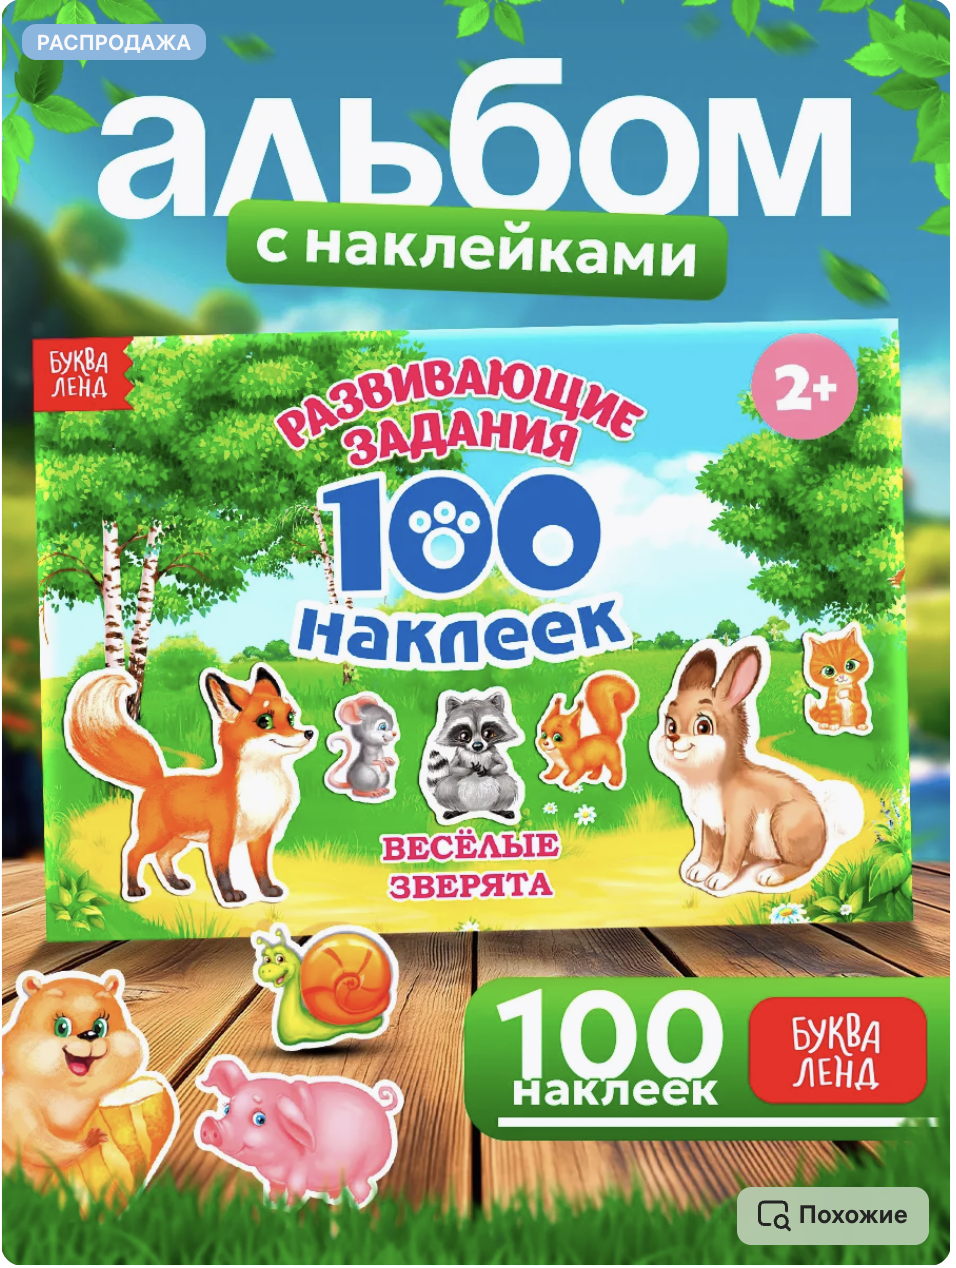 РАСПРОДАЖА
альбом
с наклейками
БУКВА
ЛЕНД
2+
РАЗВИВАЮЩИЕ
ЗАДАНИЯ
100
наклеек
ВЕСЁЛЫЕ
ЗВЕРЯТА
100
наклеек
БУКВА
ЛЕНД
Похожие